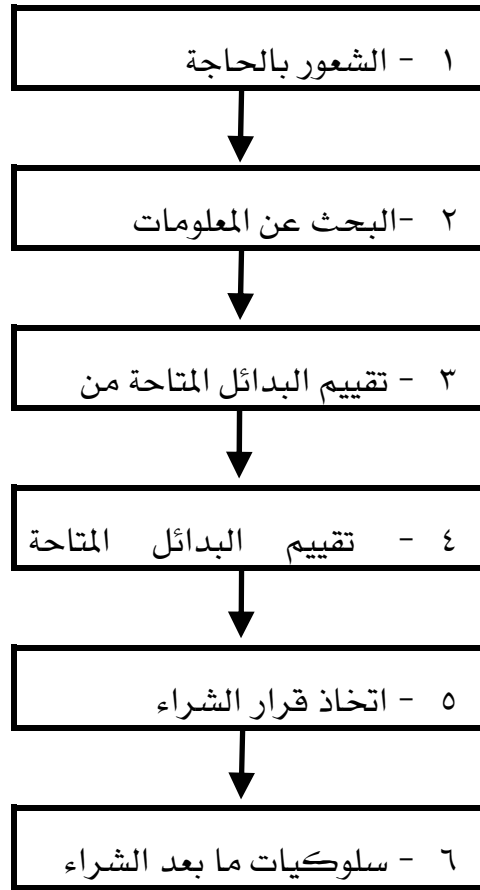 ١ - الشعور بالحاجة
٢ -البحث عن المعلومات
٣ - تقييم البدائل المتاحة من
٤ - تقييم البدائل المتاحة
٥ - اتخاذ قرار الشراء
٦ - سلوكيات ما بعد الشراء